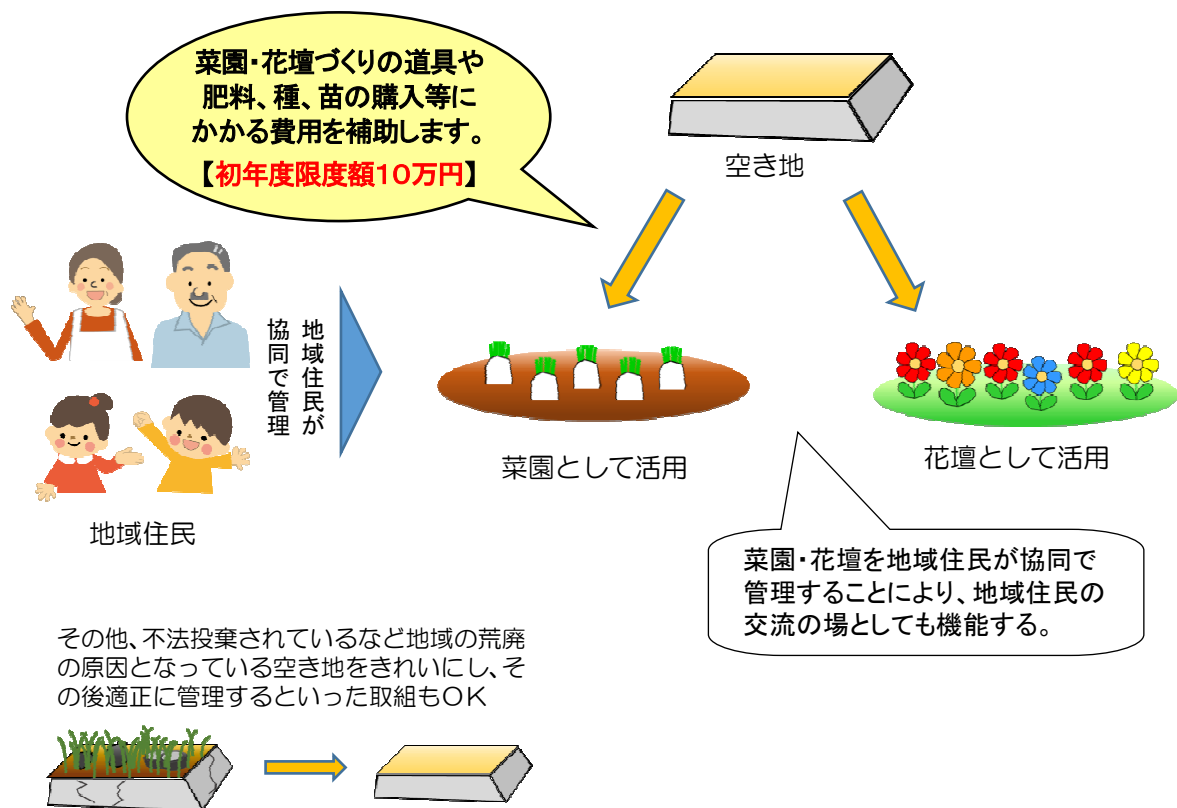 菜園・花壇づくりの道具や
肥料、種、苗の購入等に
かかる費用を補助します。
【初年度限度額10万円】
空き地
地域住民が
協同で管理
地域住民
菜園として活用
花壇として活用
菜園・花壇を地域住民が協同で
管理することにより、地域住民の
交流の場としても機能する。
その他、不法投棄されているなど地域の荒廃
の原因となっている空き地をきれいにし、そ
の後適正に管理するといった取組もOK